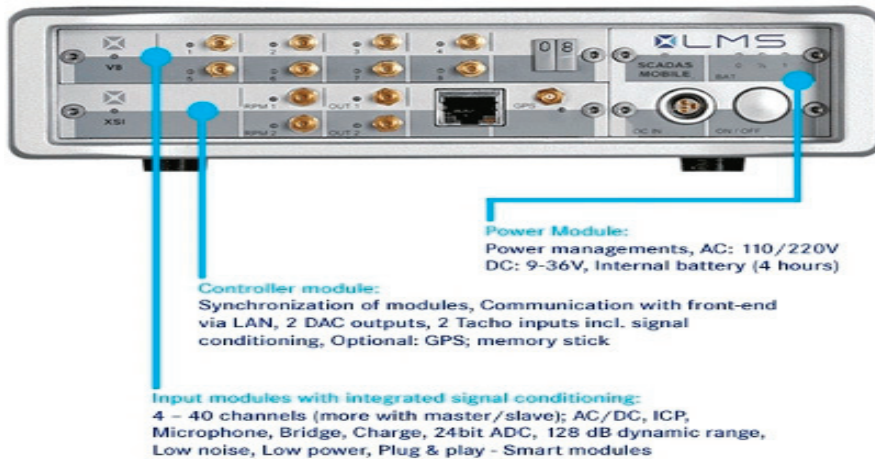 1 2 3 4
V8
5 6 7 8
0 8
LMS
SCADAS
MOBILE
BAT
0 ½ 1
XSI
RPM 1 OUT 1
GPS
RPM 2 OUT 2
DC IN
ON / OFF
Power Module:
Power managements, AC: 110/220V
DC: 9-36V, Internal battery (4 hours)
Controller module:
Synchronization of modules, Communication with front-end
via LAN, 2 DAC outputs, 2 Tacho inputs incl. signal
conditioning, Optional: GPS; memory stick
Input modules with integrated signal conditioning:
4 – 40 channels (more with master/slave); AC/DC, ICP,
Microphone, Bridge, Charge, 24bit ADC, 128 dB dynamic range,
Low noise, Low power, Plug & play - Smart modules